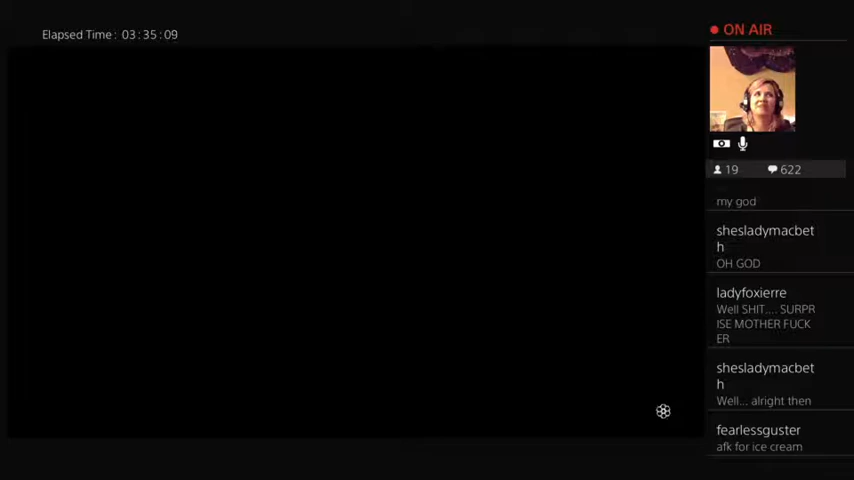 Elapsed Time: 03:35:09
ON AIR
19 622
my god
shesladymacbet
h
OH GOD
ladyfoxierre
Well SHIT.... SURPR
ISE MOTHER FUCK
ER
shesladymacbet
h
Well... alright then
fearlessguster
afk for ice cream